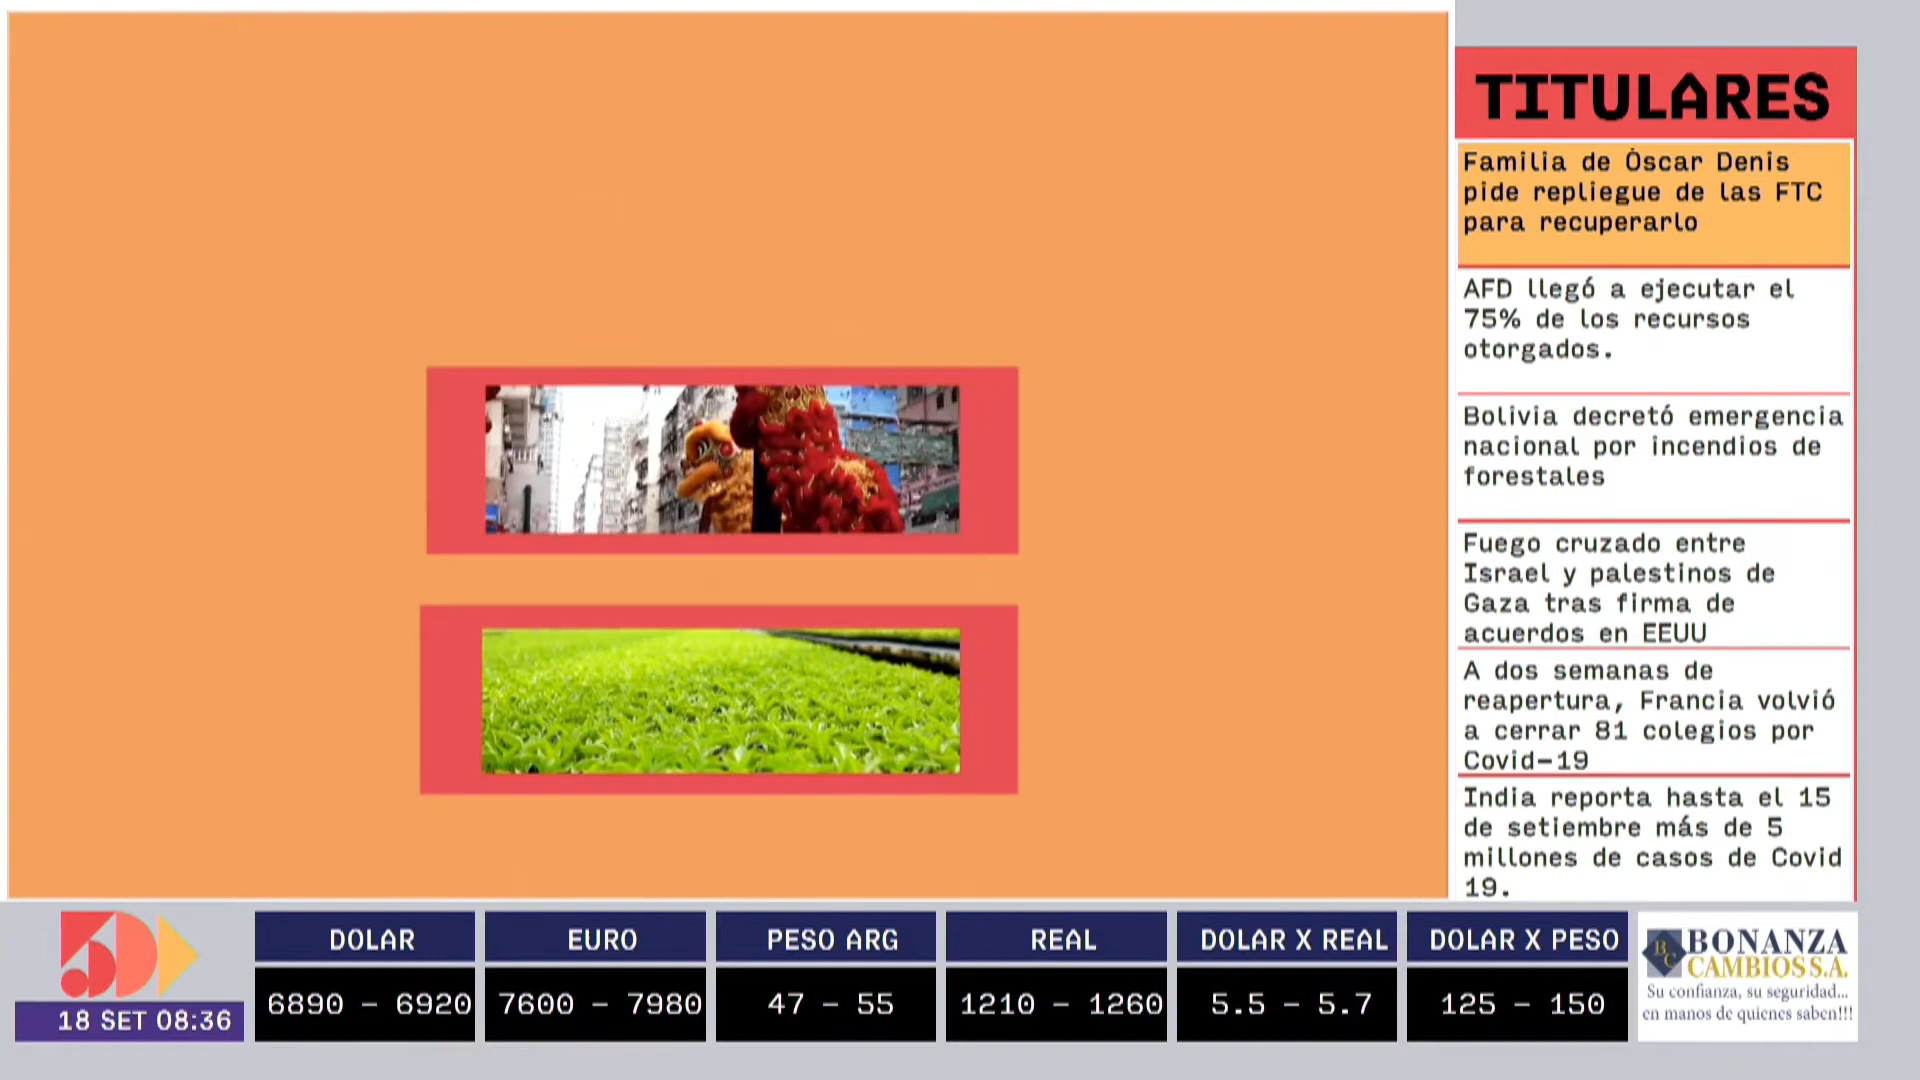 TITULARES
Familia de Óscar Denis
pide repliegue de las FTC
para recuperarlo
AFD llegó a ejecutar el
75% de los recursos
otorgados.
Bolivia decretó emergencia
nacional por incendios de
forestales
Fuego cruzado entre
Israel y palestinos de
Gaza tras firma de
acuerdos en EEUU
A dos semanas de
reapertura, Francia volvió
a cerrar 81 colegios por
Covid-19
India reporta hasta el 15
de setiembre más de 5
millones de casos de Covid
19.
5D
18 SET 08:36
DOLAR
6890 - 6920
EURO
7600 - 7980
PESO ARG
47 - 55
REAL
1210 - 1260
DOLAR X REAL
5.5 - 5.7
DOLAR X PESO
125 - 150
BC
BONANZA
CAMBIOS S.A.
Su confianza, su seguridad...
en manos de quienes saben!!!